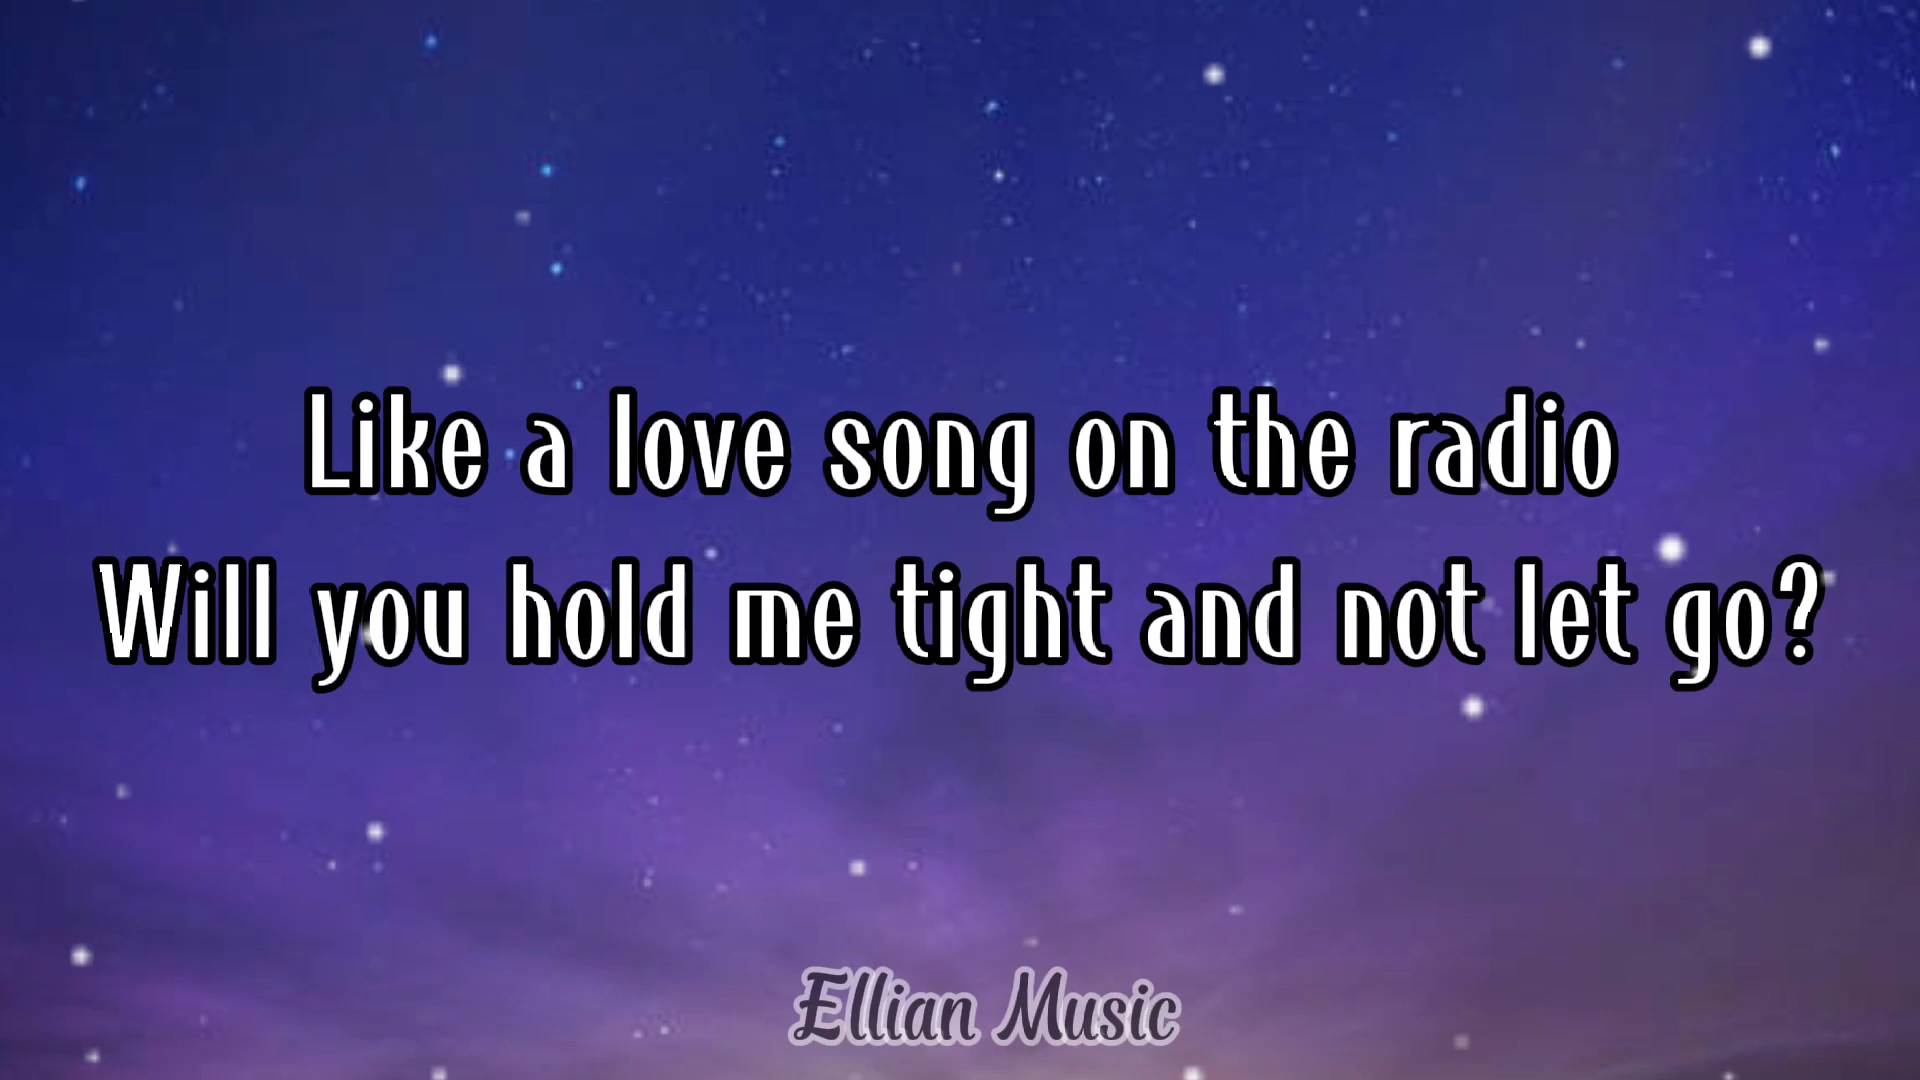 Like a love song on the radio
Will you hold me tight and not let go?
Ellian Music